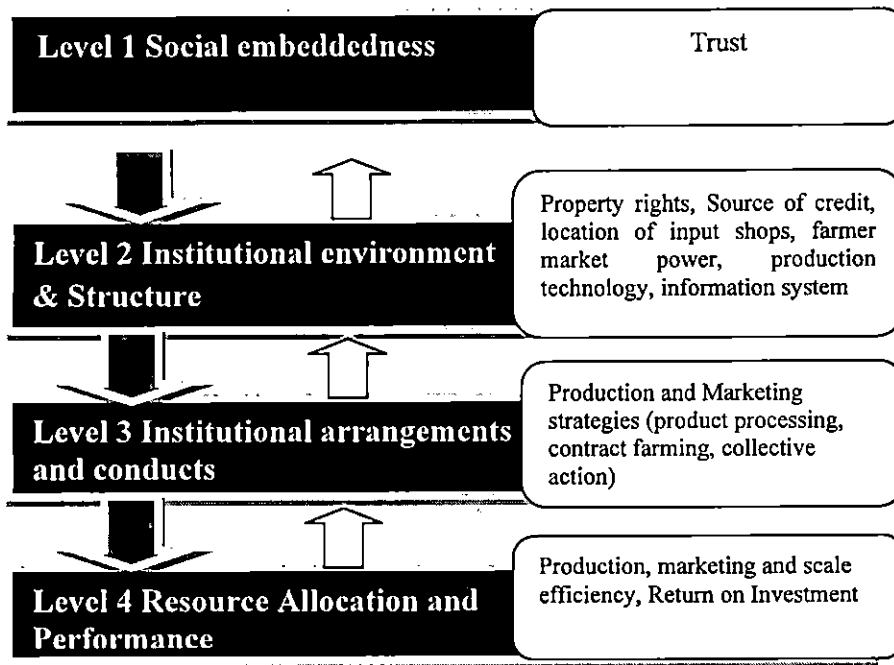 Level 1 Social embeddedness
Trust
Level 2 Institutional environment
& Structure
Property rights, Source of credit,
location of input shops, farmer
market power, production
technology, information system
Level 3 Institutional arrangements
and conducts
Production and Marketing
strategies (product processing,
contract farming, collective
action)
Level 4 Resource Allocation and
Performance
Production, marketing and scale
efficiency, Return on Investment